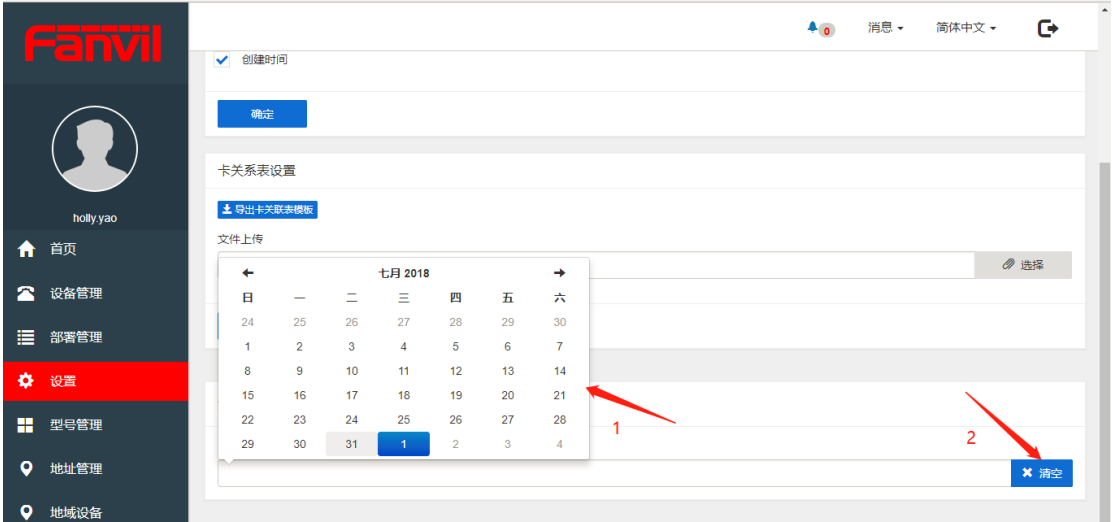 Fanvil
0 消息 简体中文
创建时间
确定
holly.yao
首页
设备管理
部署管理
设置
型号管理
地址管理
地域设备
卡关系表设置
导出卡关联表模板
文件上传
选择
七月 2018
日 一 二 三 四 五 六
24 25 26 27 28 29 30
1 2 3 4 5 6 7
8 9 10 11 12 13 14
15 16 17 18 19 20 21
22 23 24 25 26 27 28
29 30 31 1 2 3 4
1
2
清空